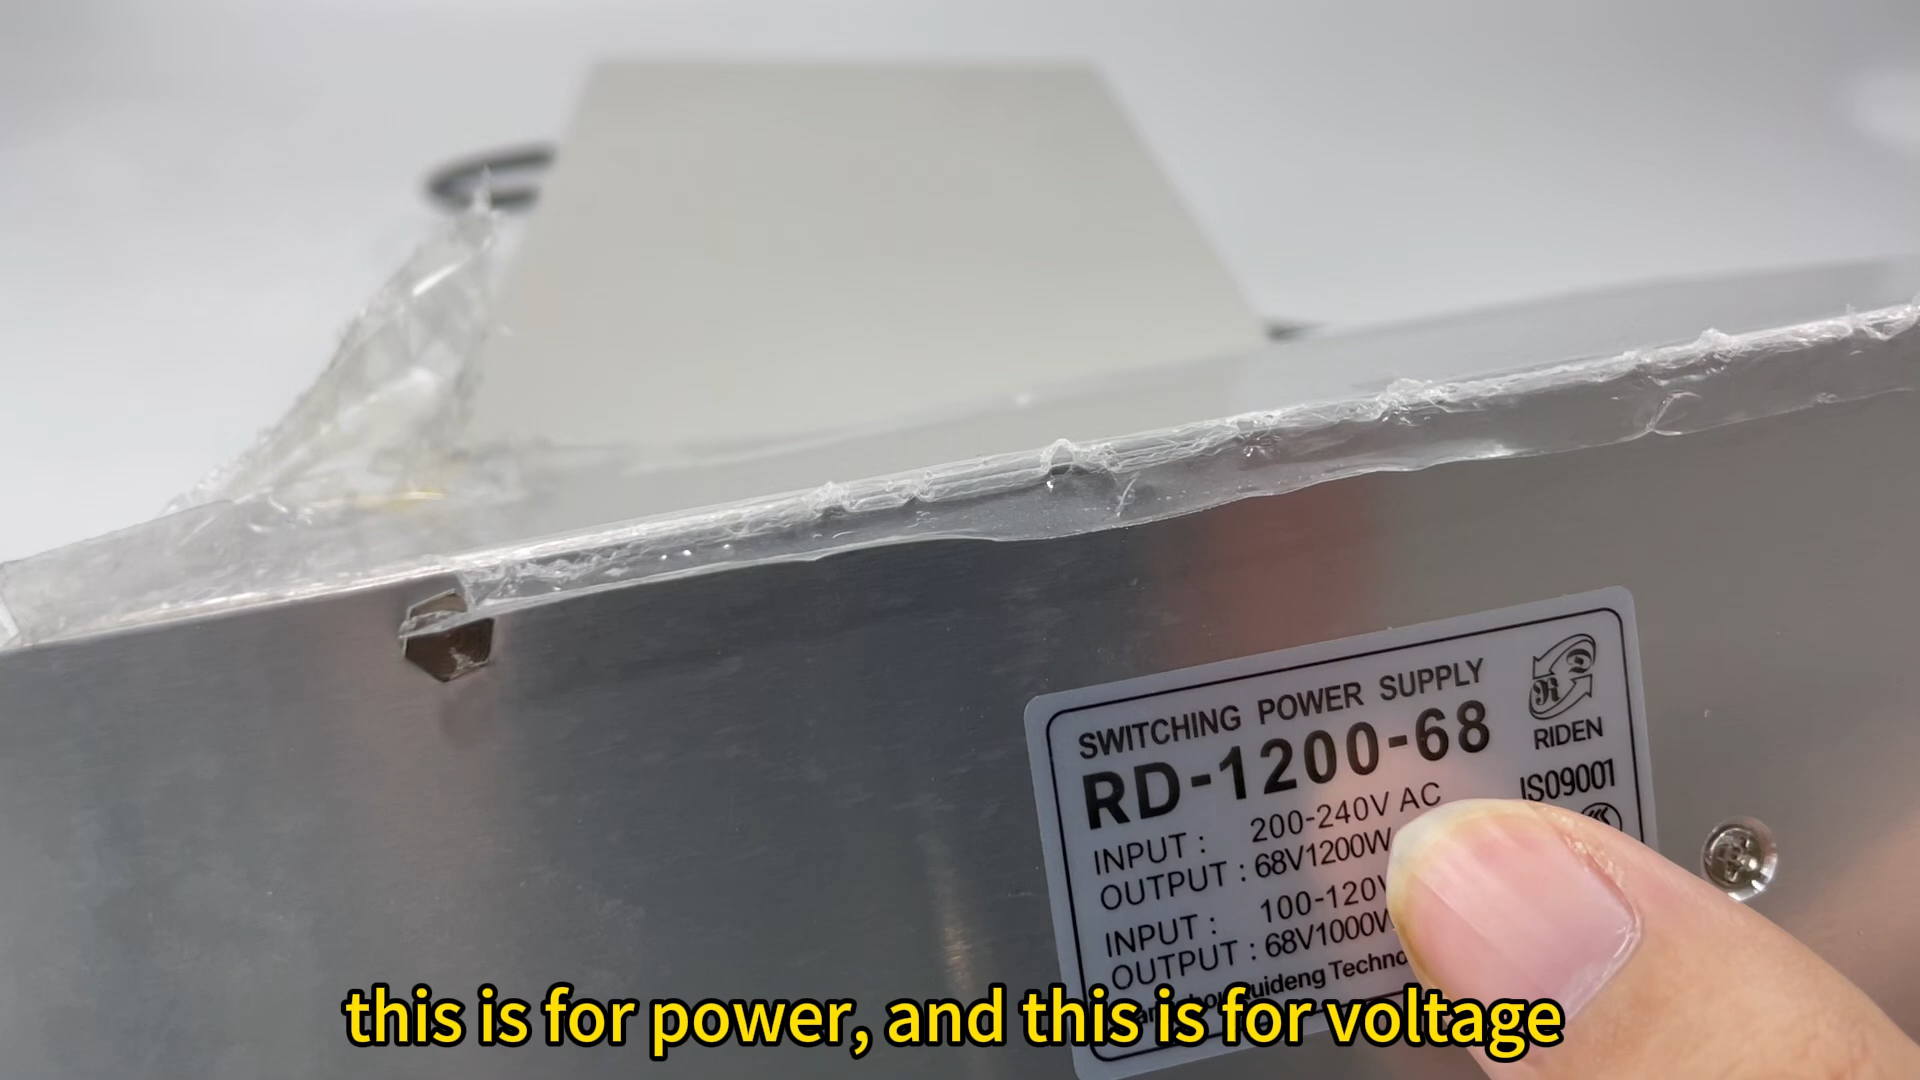 SWITCHING POWER SUPPLY
RD-1200-68
RIDEN
ISO9001
INPUT : 200-240V AC
OUTPUT : 68V1200W
INPUT : 100-120V
OUTPUT : 68V1000W
this is for power, and this is for voltage